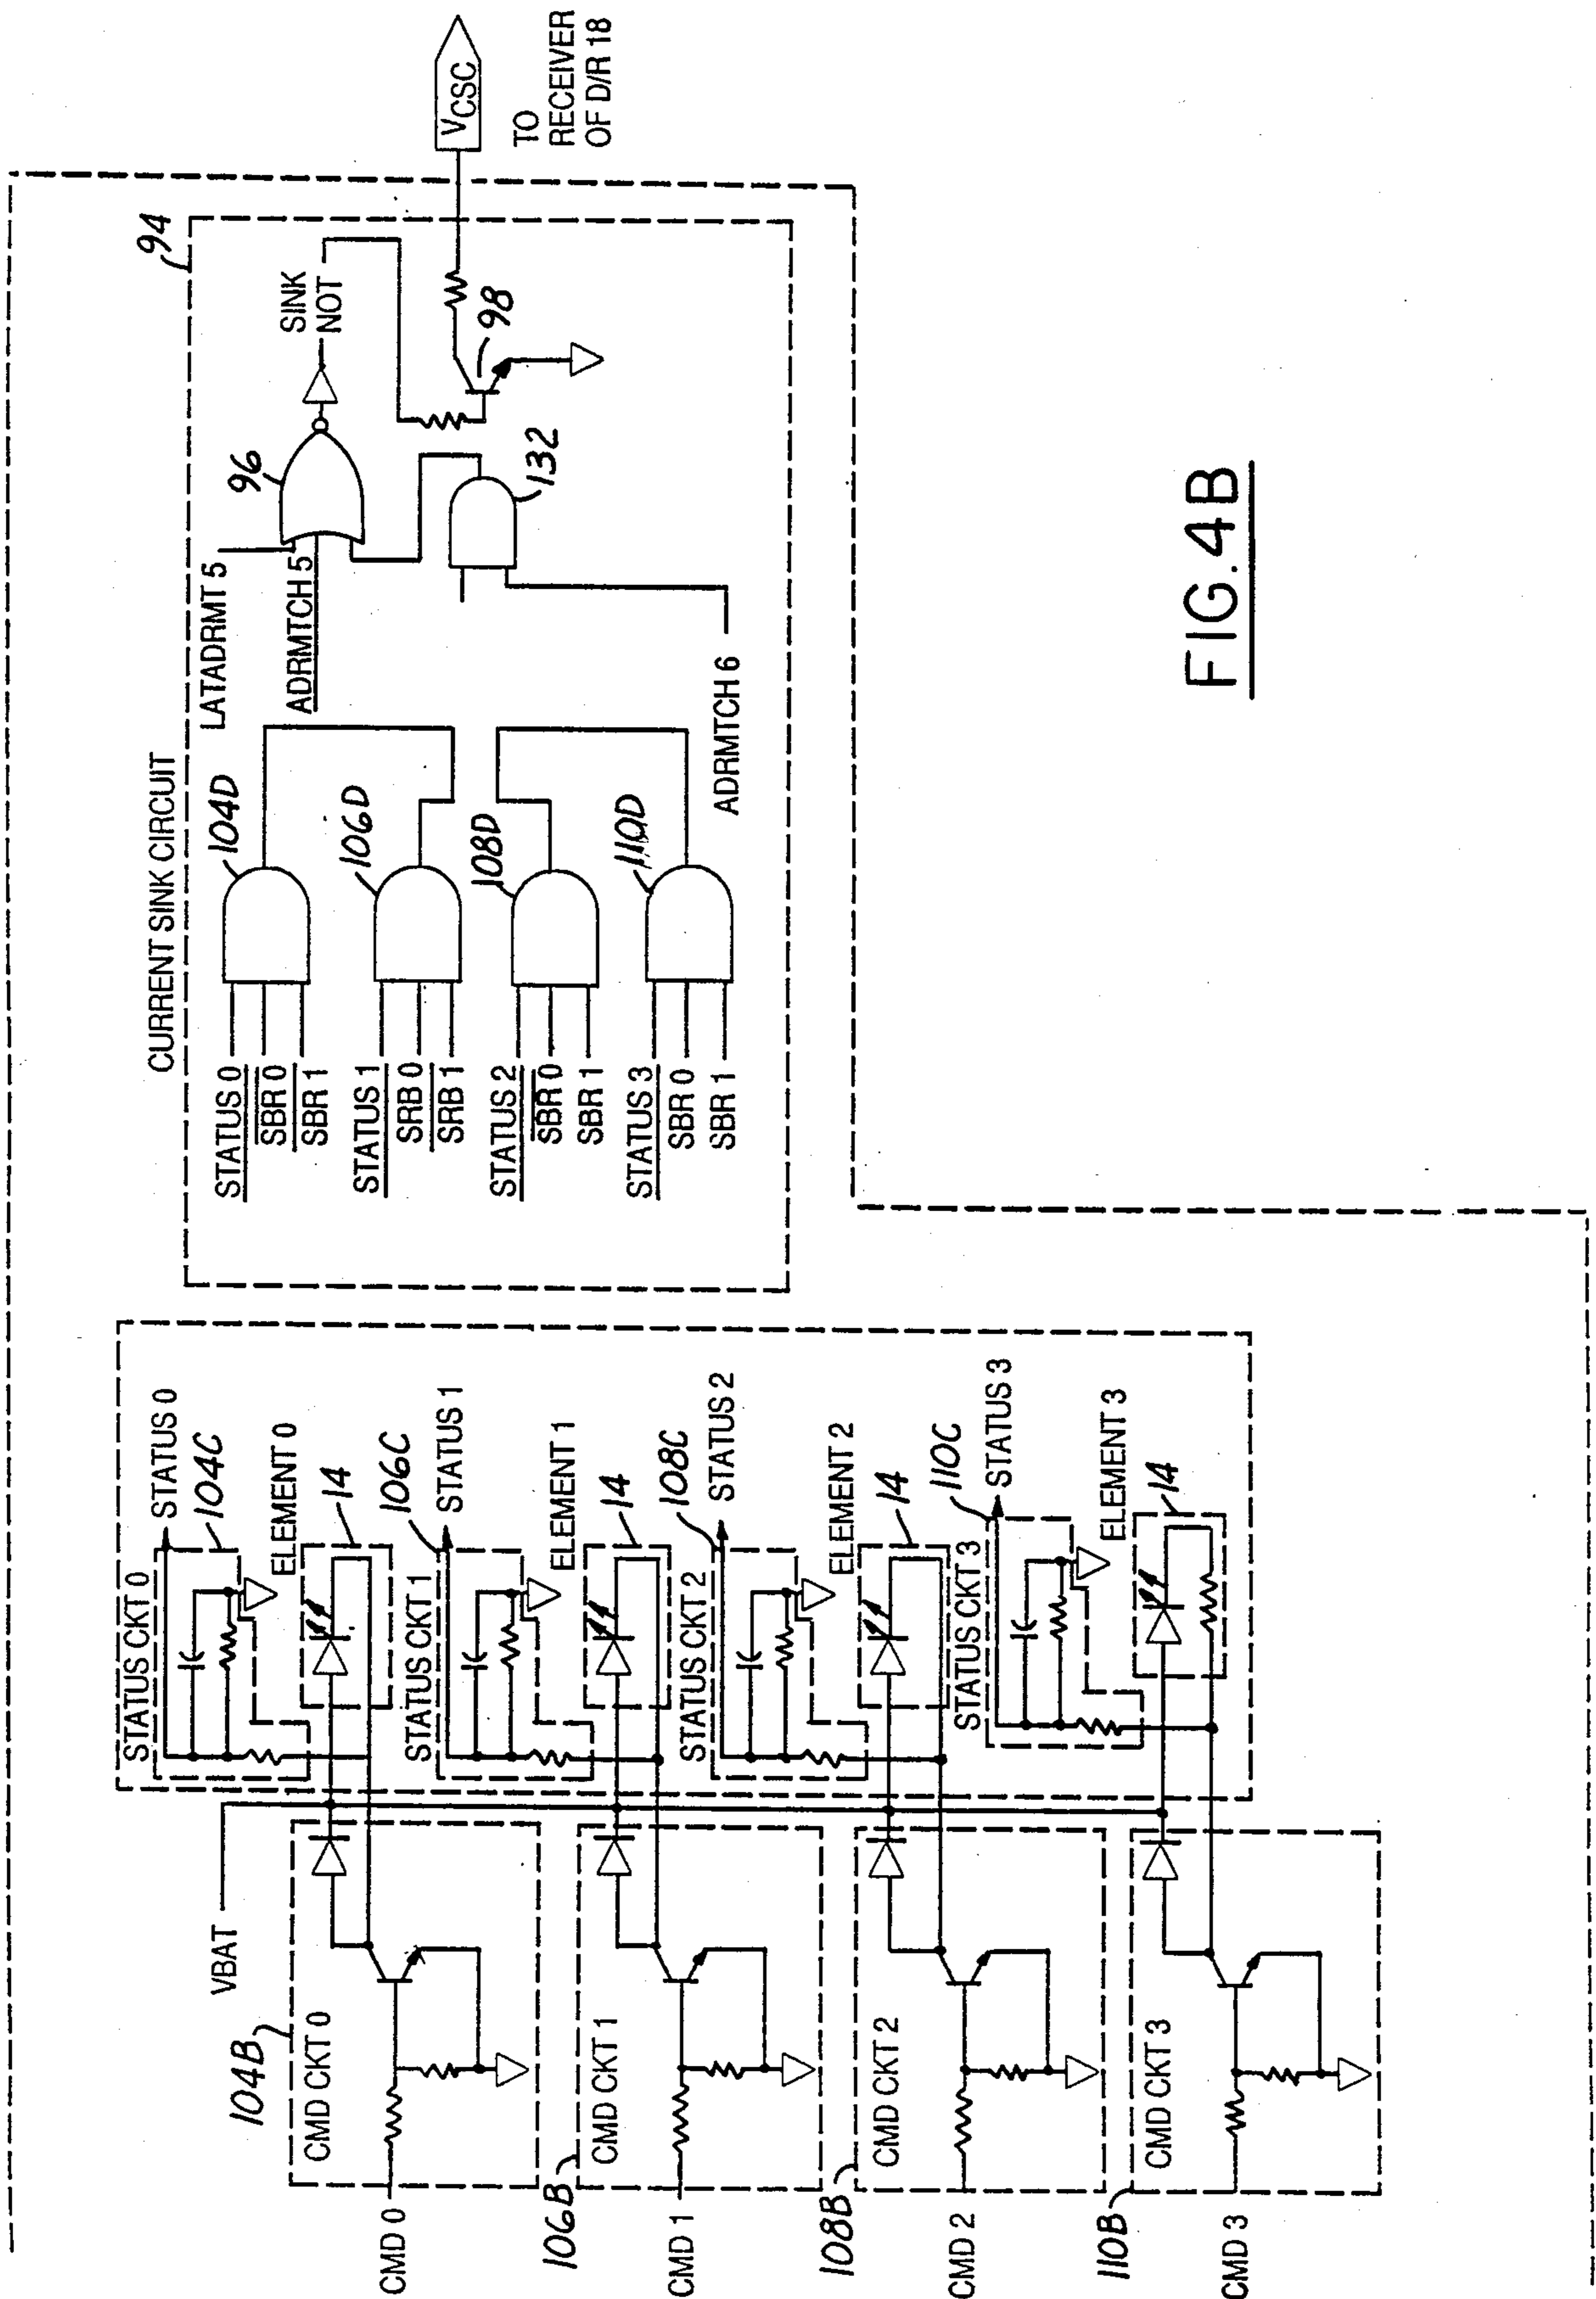 94
CURRENT SINK CIRCUIT
104D
STATUS 0
SBR 0
SBR 1
106D
STATUS 1
SRB 0
SRB 1
108D
STATUS 2
SBR 0
SBR 1
110D
STATUS 3
SBR 0
SBR 1
LATADRMT 5
ADRMTCH 5
96
SINK
NOT
98
132
ADRMTCH 6
VCSC
TO
RECEIVER
OF D/R 18
VBAT
104B
CMD CKT 0
CMD 0
STATUS CKT 0
STATUS 0
104C
ELEMENT 0
14
106B
CMD CKT 1
CMD 1
STATUS CKT 1
STATUS 1
106C
ELEMENT 1
14
108B
CMD CKT 2
CMD 2
STATUS CKT 2
STATUS 2
108C
ELEMENT 2
14
110B
CMD CKT 3
CMD 3
STATUS CKT 3
STATUS 3
110C
ELEMENT 3
14
FIG. 4B